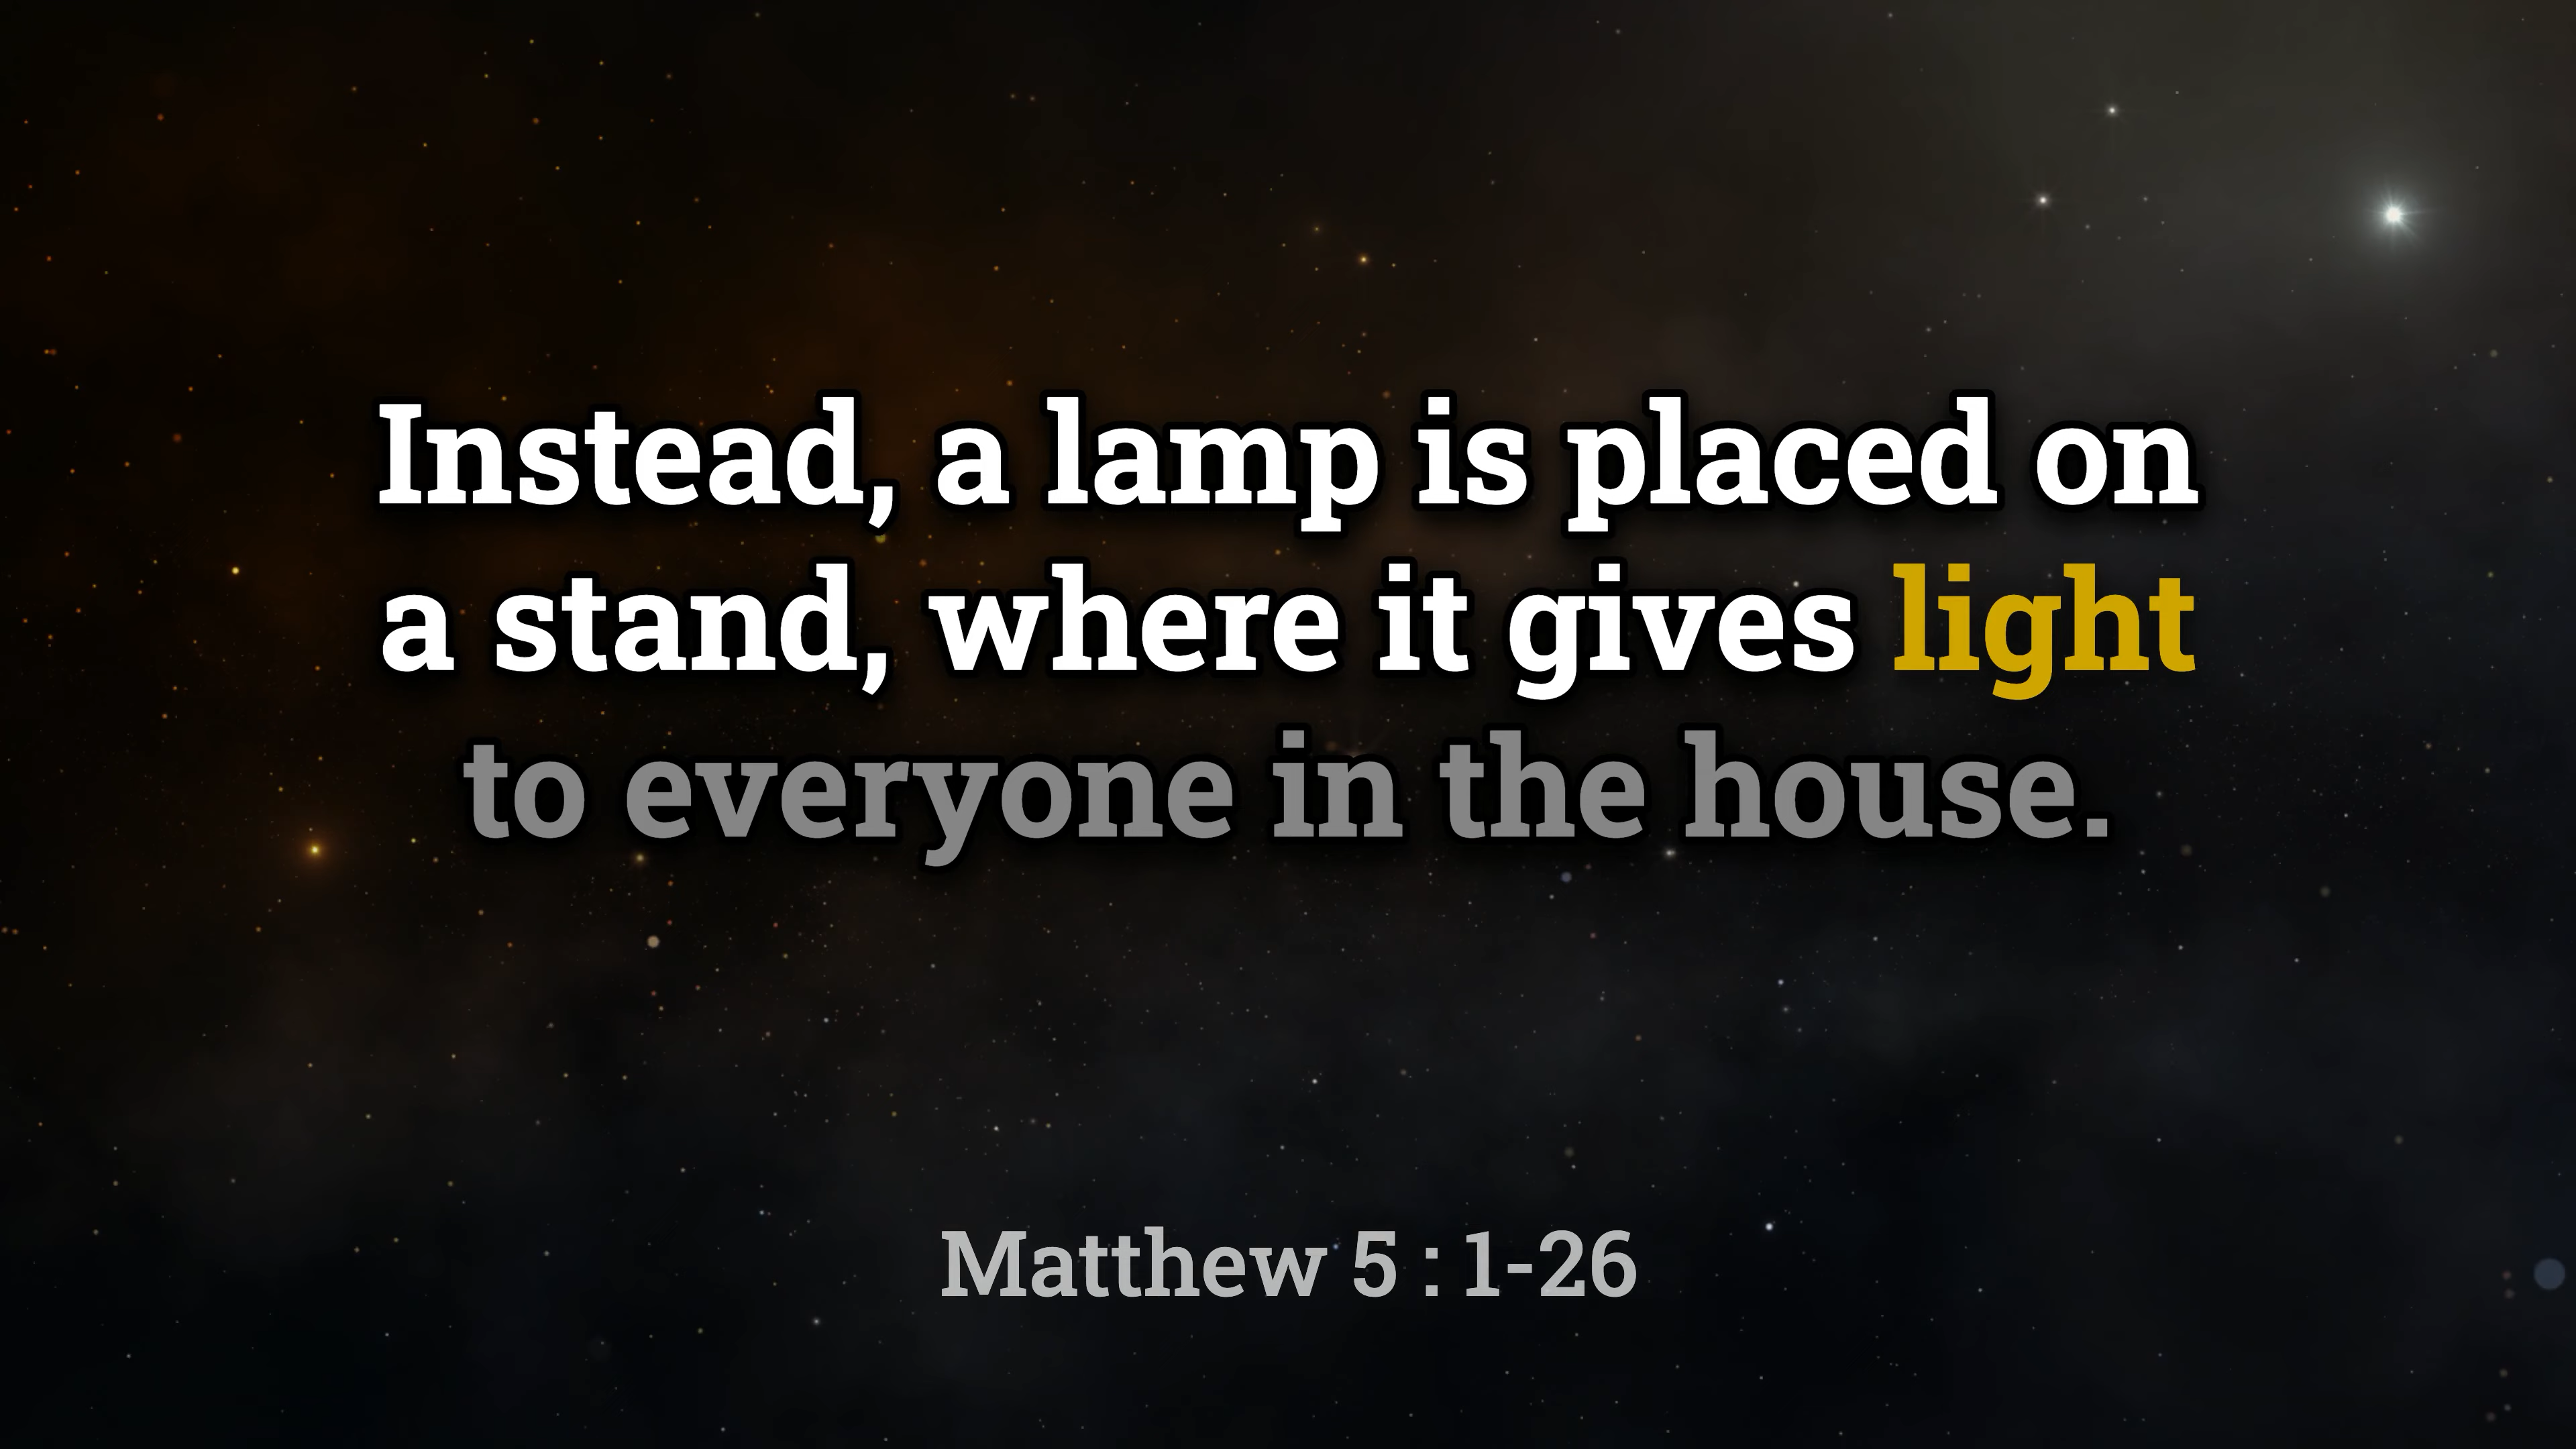 Instead, a lamp is placed on
a stand, where it gives light
to everyone in the house.
Matthew 5 : 1-26